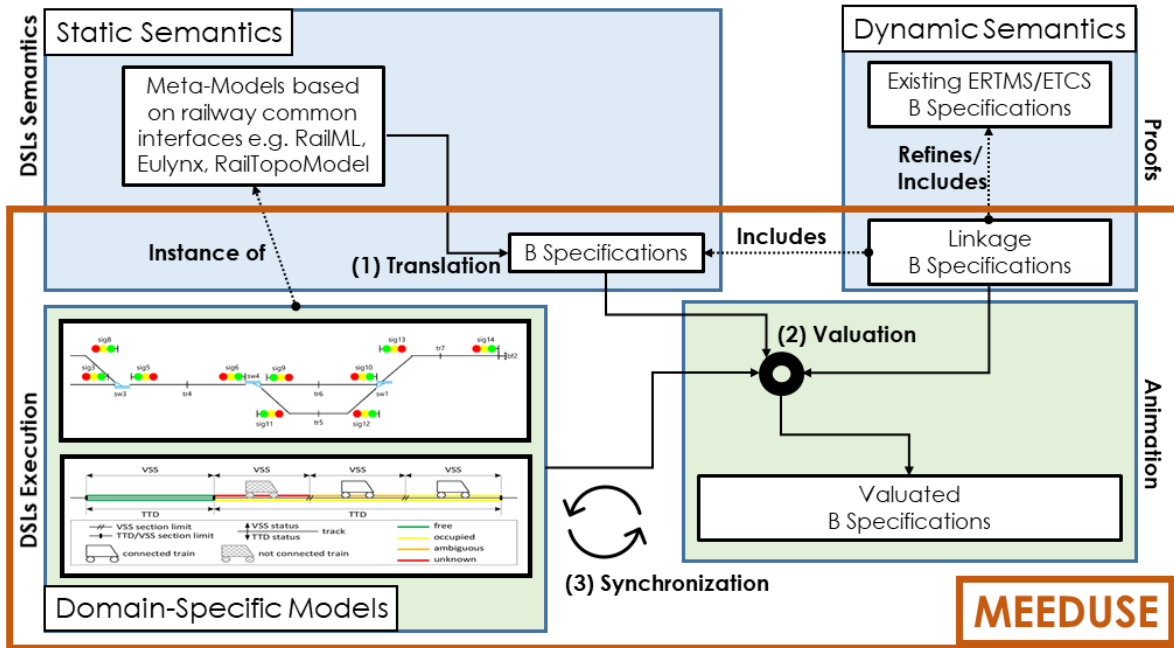 DSLs Semantics
Static Semantics
Meta-Models based
on railway common
interfaces e.g. RailML,
Eulynx, RailTopoModel
Dynamic Semantics
Existing ERTMS/ETCS
B Specifications
Refines/
Includes
Proofs
Instance of
(1) Translation
B Specifications
Includes
Linkage
B Specifications
DSLs Execution
sig8
sig3
sig5
sw3
tr4
sig6
sw4
sig9
tr6
sig10
sw1
sig13
tr7
sig14
bf2
sig11
tr5
sig12
VSS VSS VSS VSS
TTD TTD
VSS section limit
TTD/VSS section limit
connected train
VSS status
TTD status
track
not connected train
free
occupied
ambiguous
unknown
Domain-Specific Models
(2) Valuation
Valuated
B Specifications
Animation
(3) Synchronization
MEEDUSE